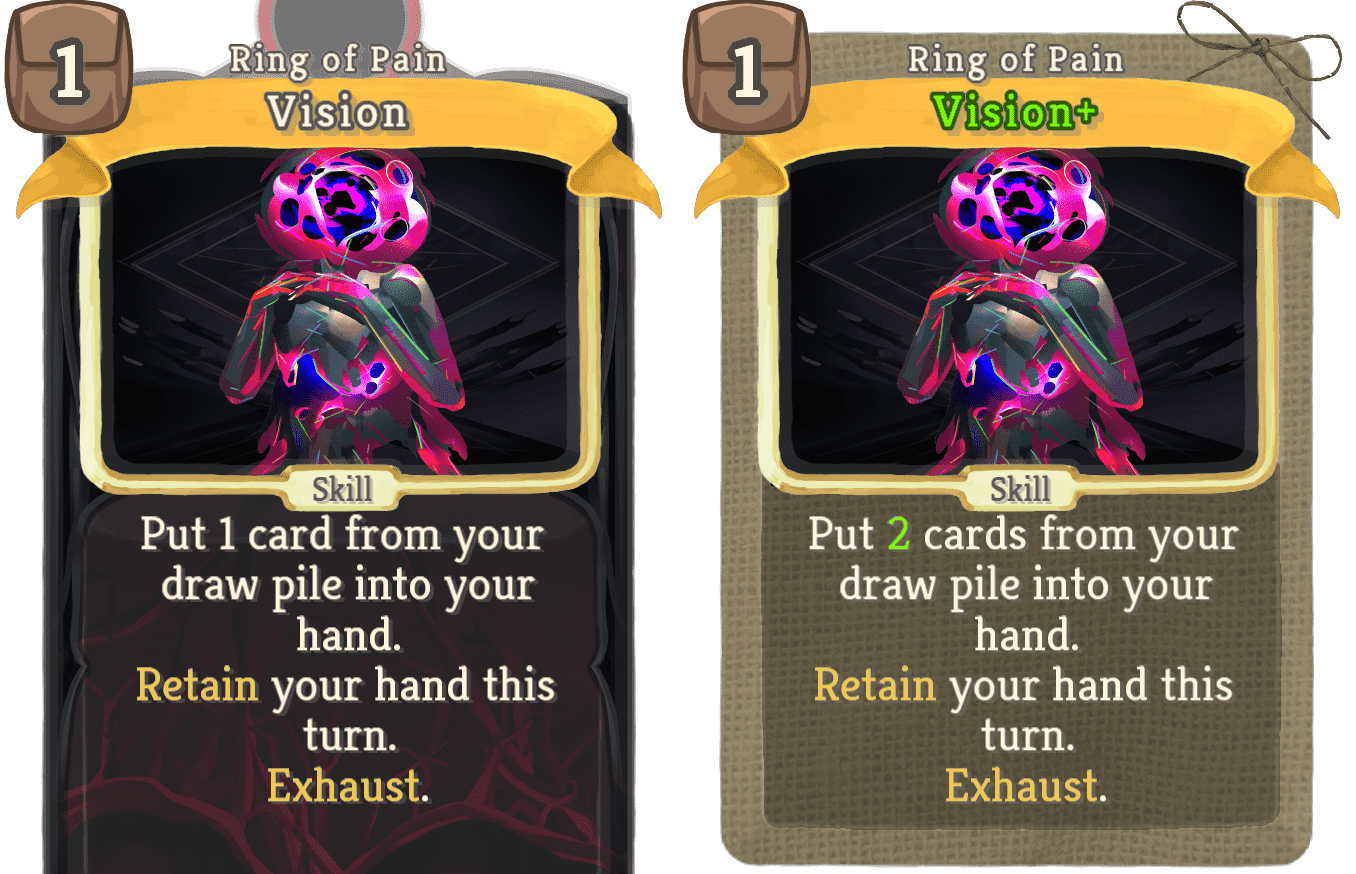 1
Ring of Pain
Vision
Skill
Put 1 card from your
draw pile into your
hand.
Retain your hand this
turn.
Exhaust.
1
Ring of Pain
Vision+
Skill
Put 2 cards from your
draw pile into your
hand.
Retain your hand this
turn.
Exhaust.